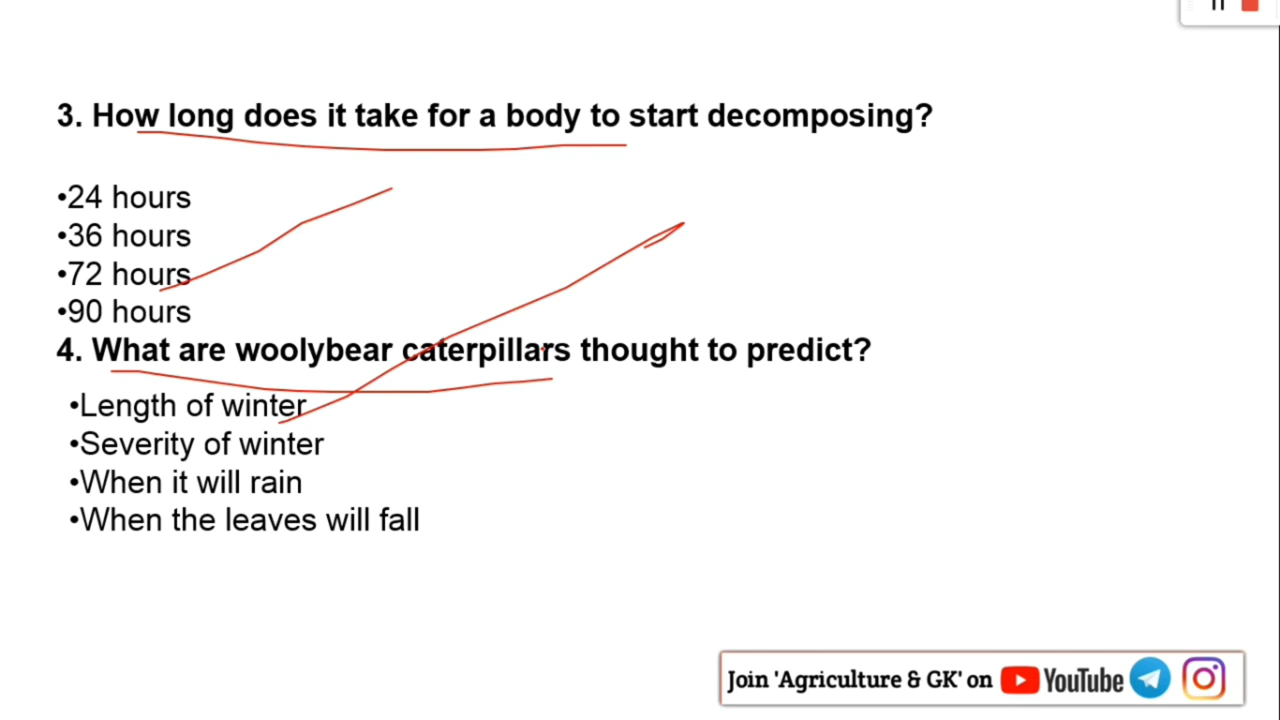 3. How long does it take for a body to start decomposing?
•24 hours
•36 hours
•72 hours
•90 hours
4. What are woolybear caterpillars thought to predict?
•Length of winter
•Severity of winter
•When it will rain
•When the leaves will fall
Join 'Agriculture & GK' on YouTube